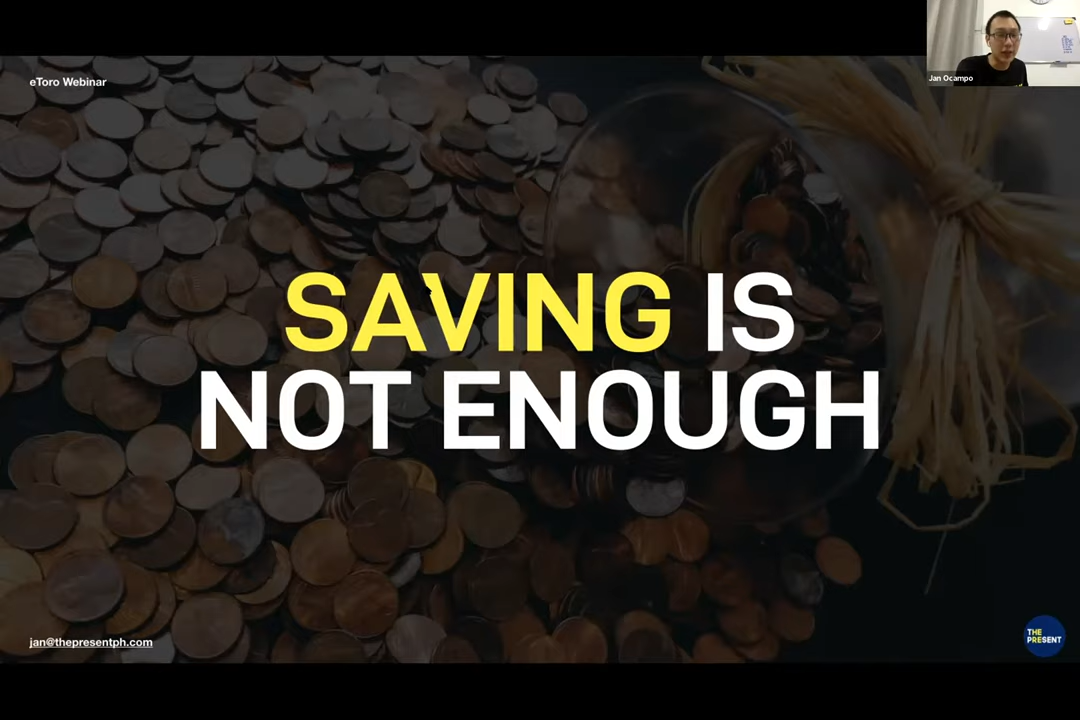 eToro Webinar
Jan Ocampo
SAVING IS
NOT ENOUGH
jan@thepresentph.com
THE
PRESENT